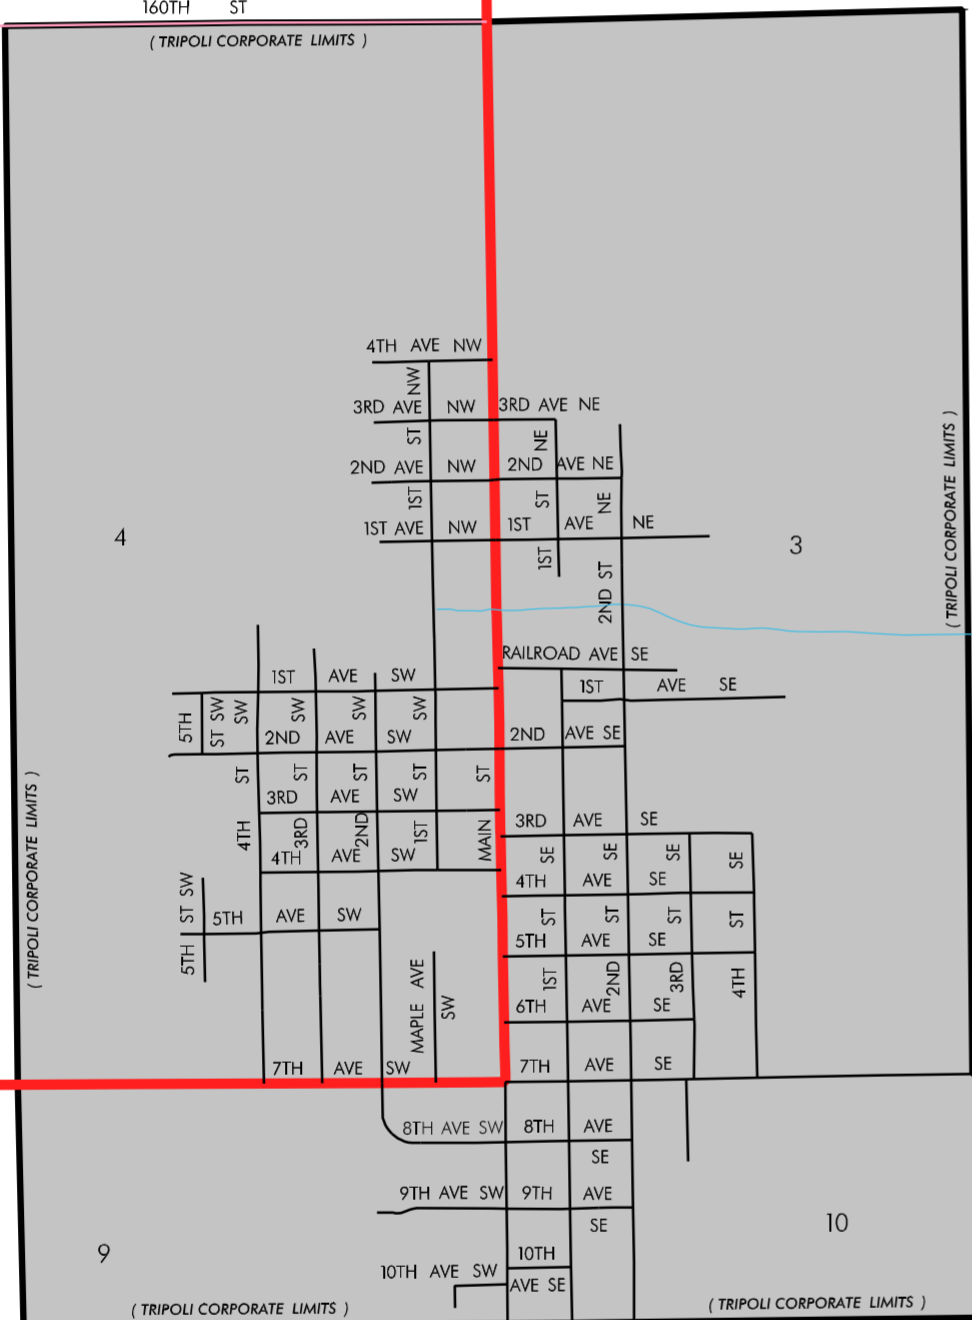 160TH ST
( TRIPOLI CORPORATE LIMITS )
4TH AVE NW
NW
3RD AVE NW 3RD AVE NE
ST
NE
2ND AVE NW 2ND AVE NE
1ST
ST
NE
1ST AVE NW 1ST AVE NE
1ST
2ND ST
4
3
( TRIPOLI CORPORATE LIMITS )
RAILROAD AVE SE
1ST AVE SW
1ST AVE SE
5TH
ST SW
SW
SW
SW
SW
2ND AVE SW
2ND AVE SE
ST
ST
ST
ST
ST
3RD AVE SW
3RD AVE SE
4TH
3RD
2ND
1ST
MAIN
4TH AVE SW
SE
SE
SE
SE
4TH AVE SE
( TRIPOLI CORPORATE LIMITS )
5TH ST SW
5TH AVE SW
ST
ST
ST
ST
5TH AVE SE
MAPLE AVE
SW
1ST
2ND
3RD
4TH
6TH AVE SE
7TH AVE SW
7TH AVE SE
8TH AVE SW 8TH AVE
SE
9TH AVE SW 9TH AVE
SE
10
9
10TH
10TH AVE SW
AVE SE
( TRIPOLI CORPORATE LIMITS )
( TRIPOLI CORPORATE LIMITS )